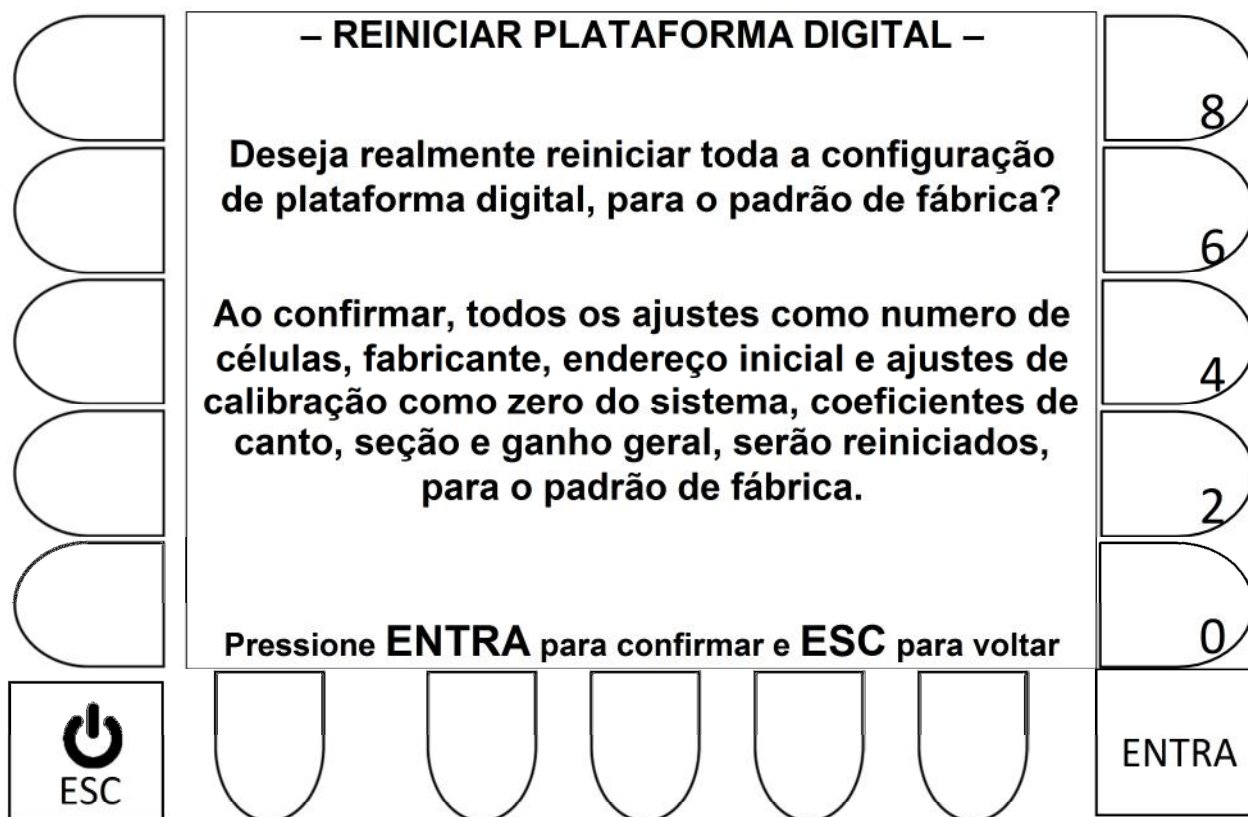 – REINICIAR PLATAFORMA DIGITAL –
Deseja realmente reiniciar toda a configuração
de plataforma digital, para o padrão de fábrica?
Ao confirmar, todos os ajustes como numero de
células, fabricante, endereço inicial e ajustes de
calibração como zero do sistema, coeficientes de
canto, seção e ganho geral, serão reiniciados,
para o padrão de fábrica.
Pressione ENTRA para confirmar e ESC para voltar
8
6
4
2
0
ESC
ENTRA